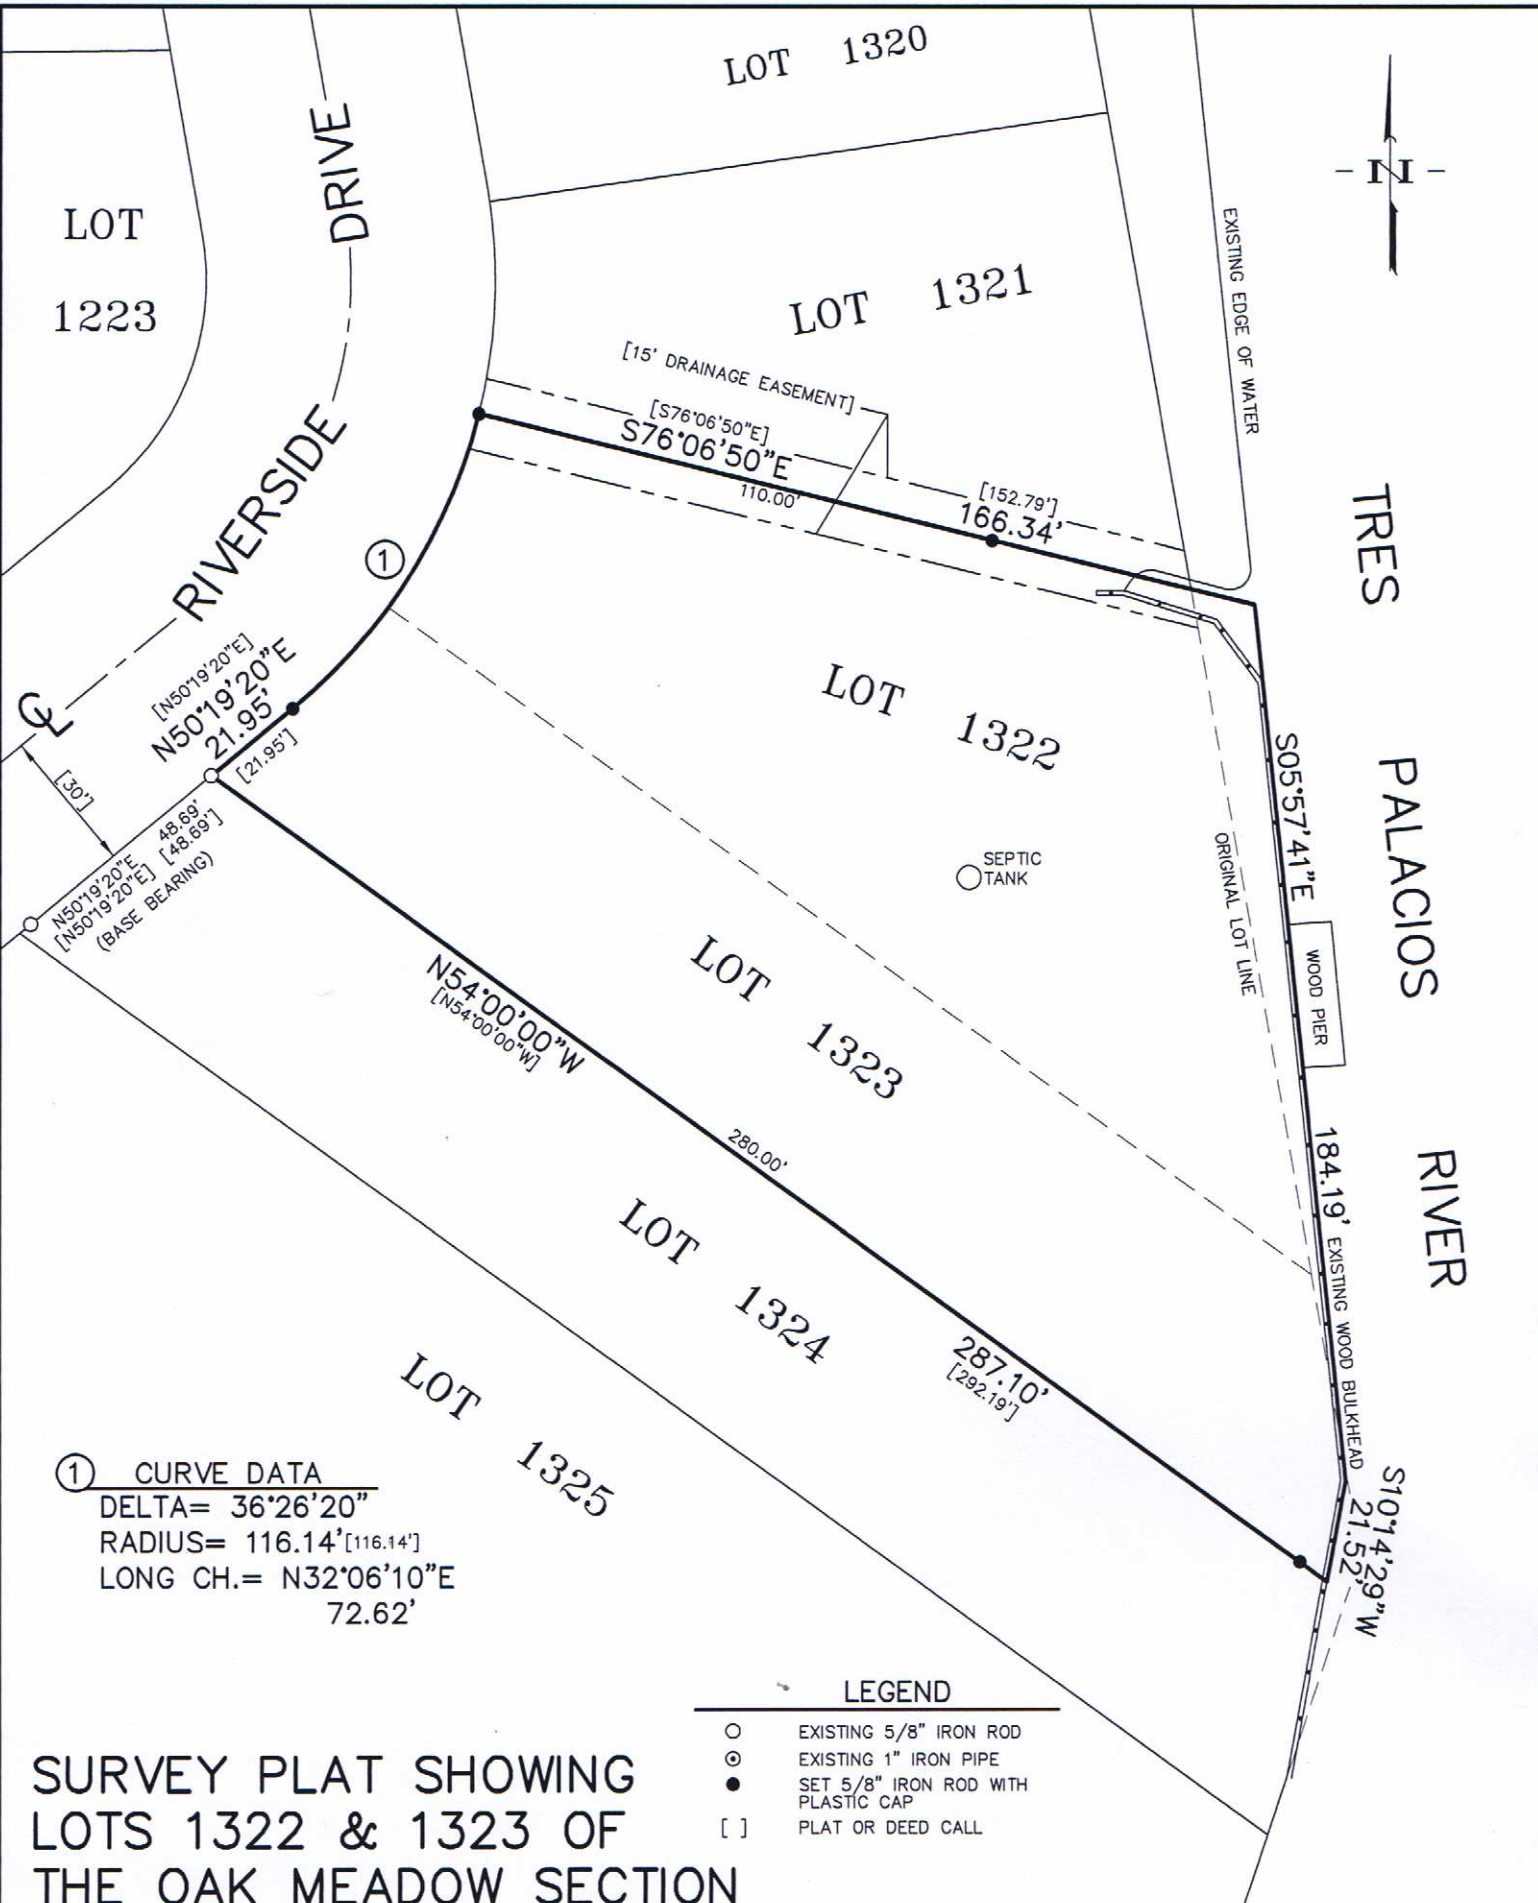 LOT 1320
DRIVE
- N -
LOT
1223
EXISTING EDGE OF WATER
LOT 1321
[15' DRAINAGE EASEMENT]
[S76°06'50"E]
S76°06'50"E
110.00'
[152.79']
166.34'
TRES
RIVERSIDE
1
[N50°19'20"E]
N50°19'20"E
21.95'
[21.95']
℄
[30']
LOT 1322
S05°57'41"E
PALACIOS
48.69'
N50°19'20"E
[48.69']
[N50°19'20"E]
(BASE BEARING)
SEPTIC
TANK
ORIGINAL LOT LINE
WOOD PIER
LOT 1323
N54°00'00"W
[N54°00'00"W]
280.00'
184.19'
EXISTING WOOD BULKHEAD
RIVER
LOT 1324
287.10'
[292.19']
LOT 1325
S10°14'29"W
21.52'
1 CURVE DATA
DELTA= 36°26'20"
RADIUS= 116.14' [116.14']
LONG CH.= N32°06'10"E
72.62'
LEGEND
EXISTING 5/8" IRON ROD
EXISTING 1" IRON PIPE
SET 5/8" IRON ROD WITH
PLASTIC CAP
[ ] PLAT OR DEED CALL
SURVEY PLAT SHOWING
LOTS 1322 & 1323 OF
THE OAK MEADOW SECTION